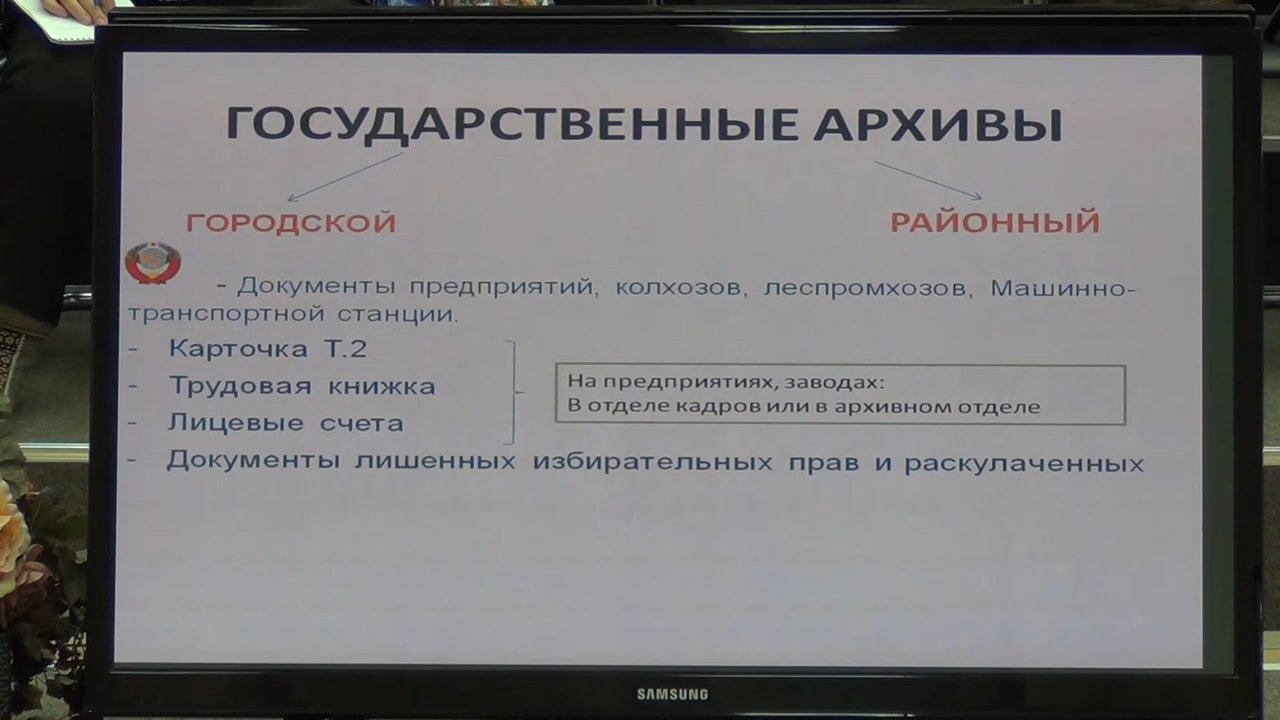 ГОСУДАРСТВЕННЫЕ АРХИВЫ
ГОРОДСКОЙ
РАЙОННЫЙ
- Документы предприятий, колхозов, леспромхозов, Машинно-
транспортной станции.
- Карточка Т.2
- Трудовая книжка
- Лицевые счета
На предприятиях, заводах:
В отделе кадров или в архивном отделе
- Документы лишенных избирательных прав и раскулаченных
SAMSUNG